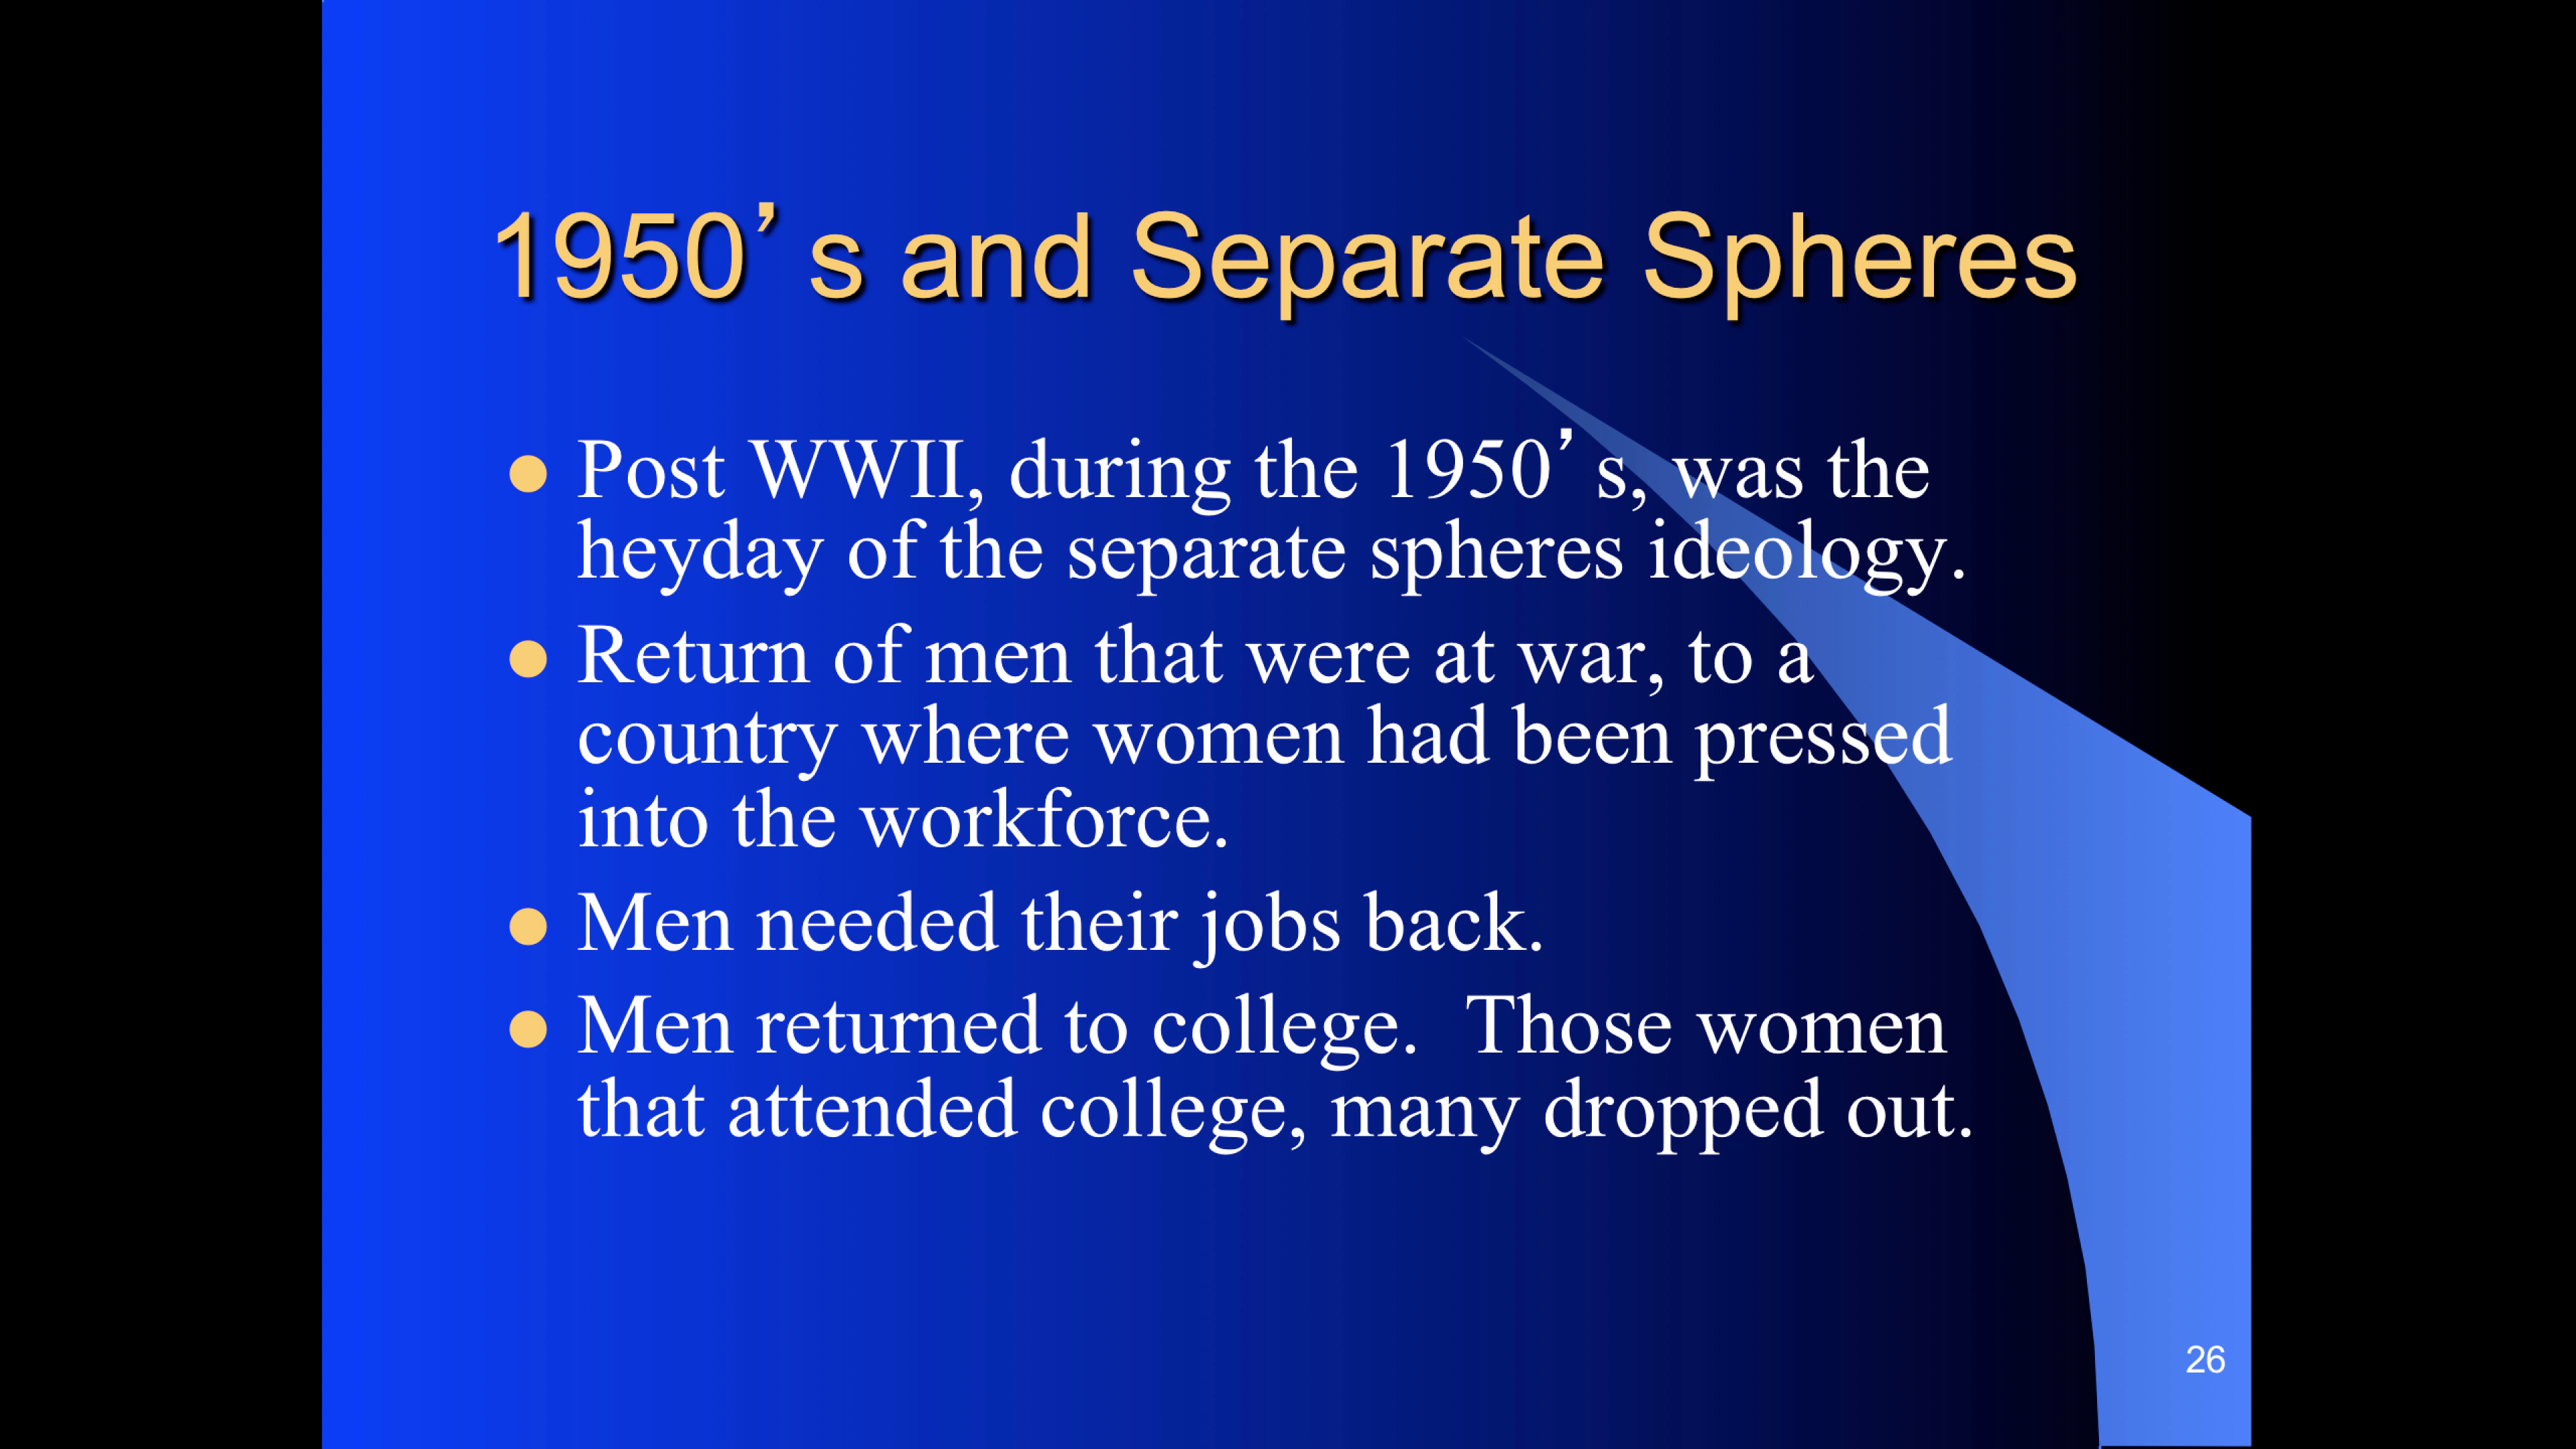 1950’s and Separate Spheres
● Post WWII, during the 1950’s, was the
heyday of the separate spheres ideology.
● Return of men that were at war, to a
country where women had been pressed
into the workforce.
● Men needed their jobs back.
● Men returned to college.  Those women
that attended college, many dropped out.
26